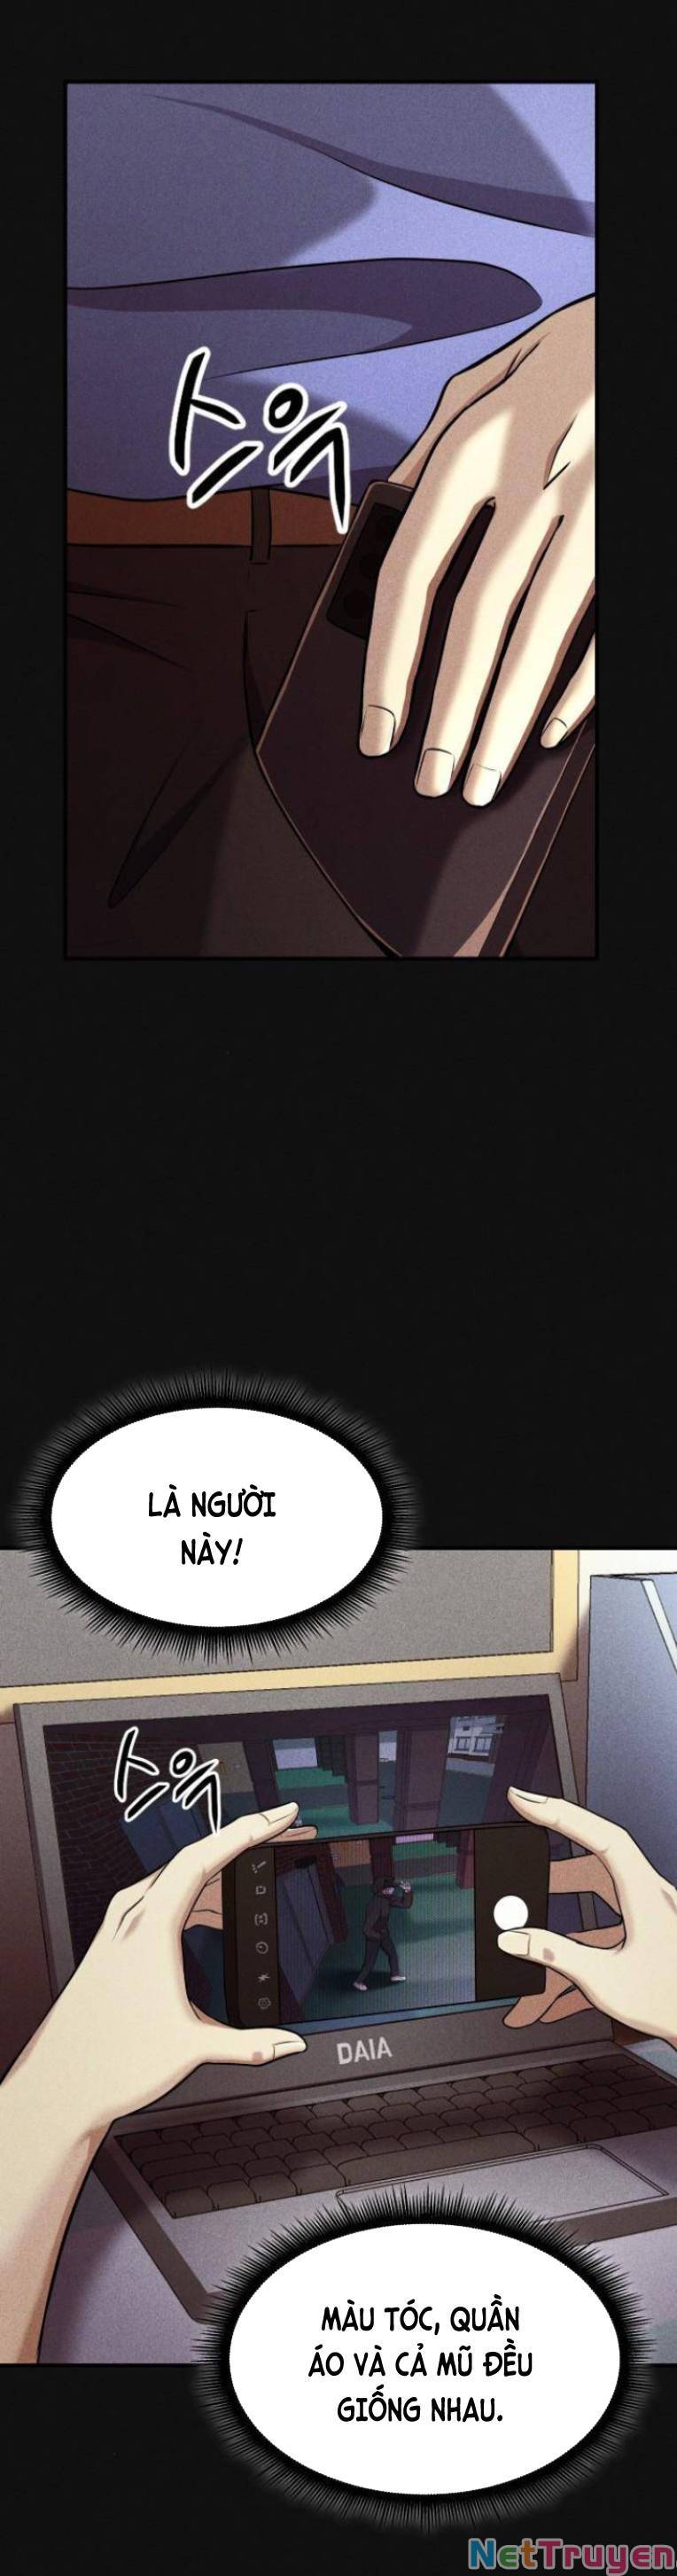 스윽
LÀ NGƯỜI
NÀY!
스윽
DAIA
MÀU TÓC, QUẦN
ÁO VÀ CẢ MŨ ĐỀU
GIỐNG NHAU.
NetTruyen